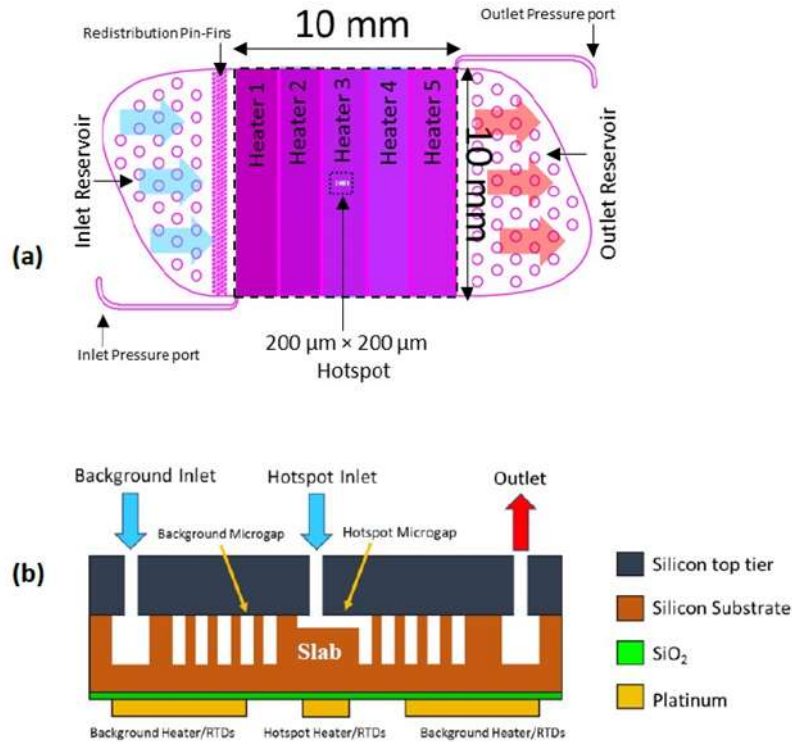 Outlet Pressure port
Redistribution Pin-Fins
10 mm
Heater 1
Heater 2
Heater 3
Heater 4
Heater 5
10 mm
Inlet Reservoir
Outlet Reservoir
(a)
Inlet Pressure port
200 µm × 200 µm
Hotspot
Background Inlet
Hotspot Inlet
Outlet
Background Microgap
Hotspot Microgap
(b)
Slab
Silicon top tier
Silicon Substrate
SiO₂
Platinum
Background Heater/RTDs
Hotspot Heater/RTDs
Background Heater/RTDs